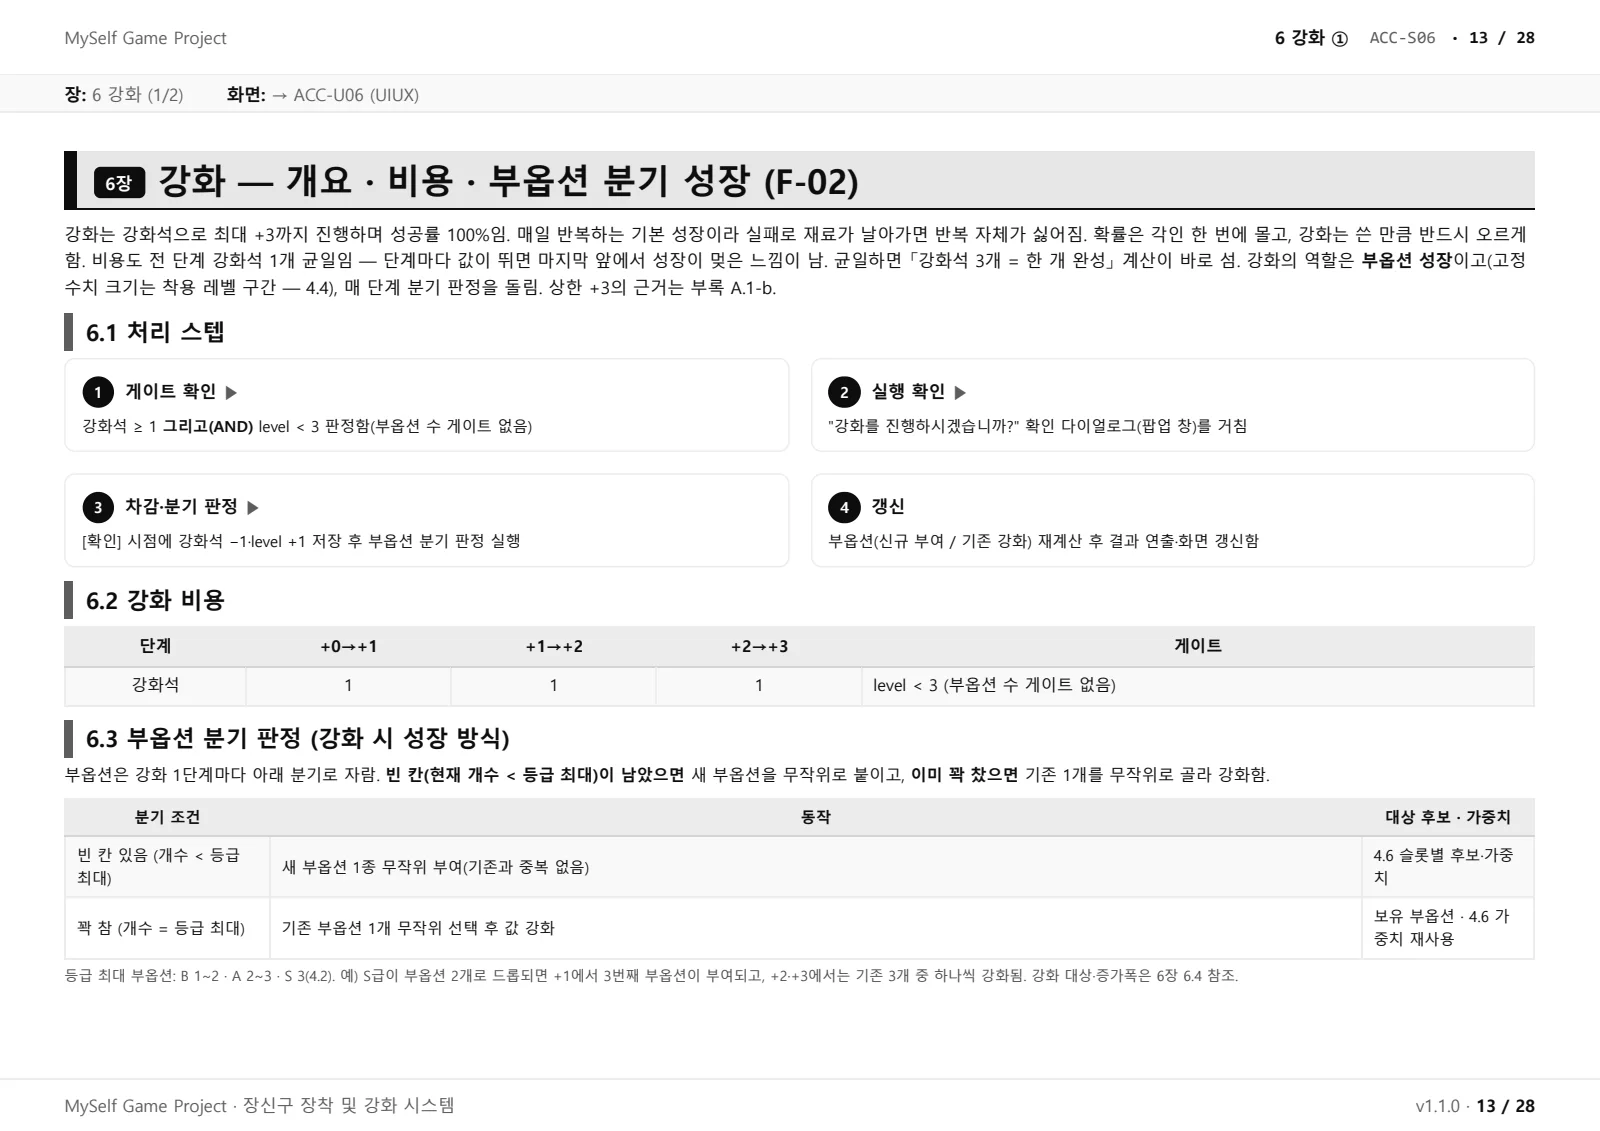 MySelf Game Project
6 강화 ① ACC-S06 · 13 / 28
장: 6 강화 (1/2) 화면: → ACC-U06 (UIUX)
6장 강화 — 개요 · 비용 · 부옵션 분기 성장 (F-02)
강화는 강화석으로 최대 +3까지 진행하며 성공률 100%임. 매일 반복하는 기본 성장이라 실패로 재료가 날아가면 반복 자체가 싫어짐. 확률은 각인 한 번에 몰고, 강화는 쓴 만큼 반드시 오르게
함. 비용도 전 단계 강화석 1개 균일임 — 단계마다 값이 뛰면 마지막 앞에서 성장이 멎은 느낌이 남. 균일하면 「강화석 3개 = 한 개 완성」 계산이 바로 섬. 강화의 역할은 부옵션 성장이고(고정
수치 크기는 착용 레벨 구간 — 4.4), 매 단계 분기 판정을 돌림. 상한 +3의 근거는 부록 A.1-b.
6.1 처리 스텝
1 게이트 확인 ▶
강화석 ≥ 1 그리고(AND) level < 3 판정함(부옵션 수 게이트 없음)
2 실행 확인 ▶
"강화를 진행하시겠습니까?" 확인 다이얼로그(팝업 창)를 거침
3 차감·분기 판정 ▶
[확인] 시점에 강화석 −1·level +1 저장 후 부옵션 분기 판정 실행
4 갱신
부옵션(신규 부여 / 기존 강화) 재계산 후 결과 연출·화면 갱신함
6.2 강화 비용
단계 +0→+1 +1→+2 +2→+3 게이트
강화석 1 1 1 level < 3 (부옵션 수 게이트 없음)
6.3 부옵션 분기 판정 (강화 시 성장 방식)
부옵션은 강화 1단계마다 아래 분기로 자람. 빈 칸(현재 개수 < 등급 최대)이 남았으면 새 부옵션을 무작위로 붙이고, 이미 꽉 찼으면 기존 1개를 무작위로 골라 강화함.
분기 조건 동작 대상 후보 · 가중치
빈 칸 있음 (개수 < 등급
최대)
새 부옵션 1종 무작위 부여(기존과 중복 없음)
4.6 슬롯별 후보·가중
치
꽉 참 (개수 = 등급 최대)
기존 부옵션 1개 무작위 선택 후 값 강화
보유 부옵션 · 4.6 가
중치 재사용
등급 최대 부옵션: B 1~2 · A 2~3 · S 3(4.2). 예) S급이 부옵션 2개로 드롭되면 +1에서 3번째 부옵션이 부여되고, +2·+3에서는 기존 3개 중 하나씩 강화됨. 강화 대상·증가폭은 6장 6.4 참조.
MySelf Game Project · 장신구 장착 및 강화 시스템
v1.1.0 · 13 / 28